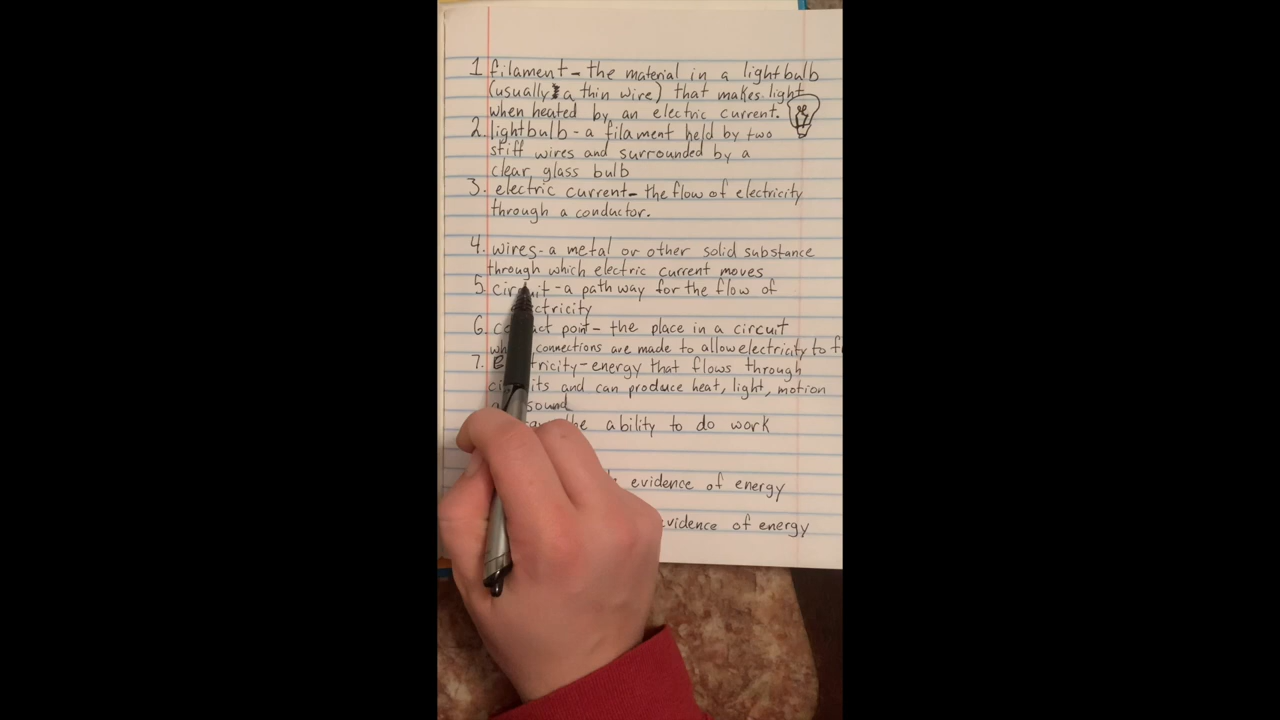 1 filament - the material in a lightbulb
(usually a thin wire) that makes light
when heated by an electric current.
2. lightbulb - a filament held by two
stiff wires and surrounded by a
clear glass bulb
3. electric current - the flow of electricity
through a conductor.
4. wires - a metal or other solid substance
through which electric current moves
5. circuit - a pathway for the flow of
ctricity
6. contact point - the place in a circuit
connections are made to allow electricity to
7. tricity - energy that flows through
its and can produce heat, light, motion
sound
the ability to do work
evidence of energy
evidence of energy